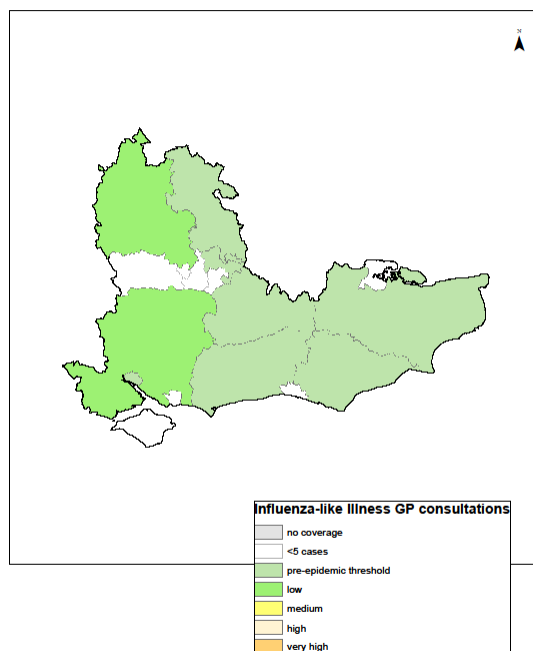 N
Influenza-like Illness GP consultations
no coverage
<5 cases
pre-epidemic threshold
low
medium
high
very high